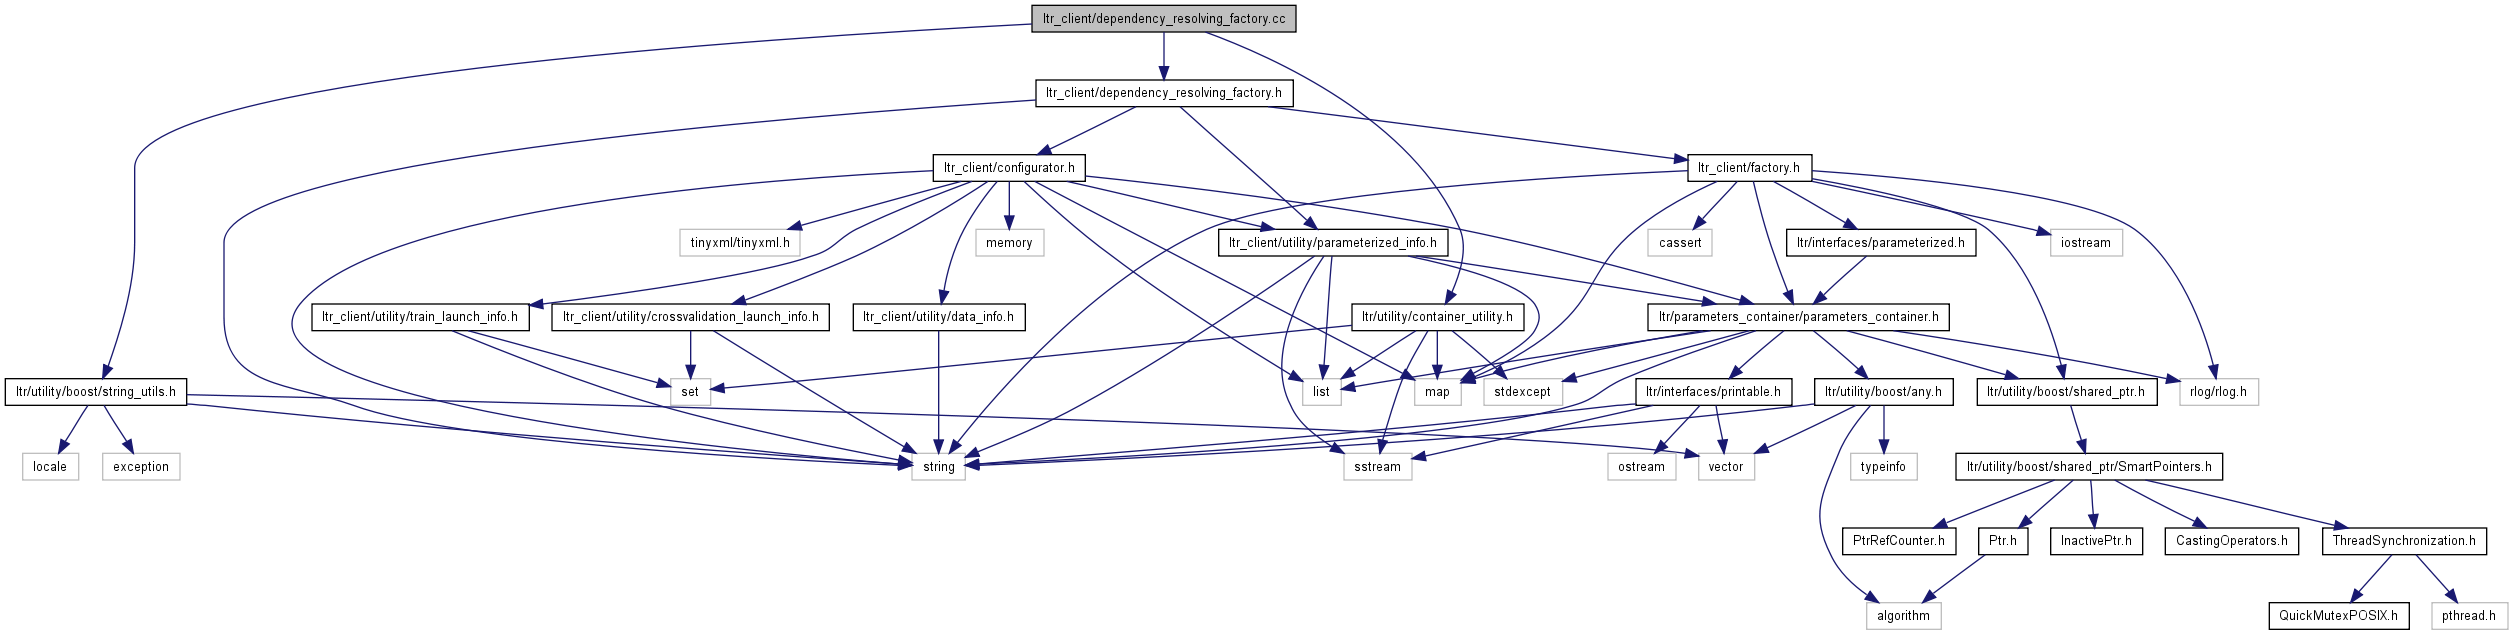 ltr_client/dependency_resolving_factory.cc
ltr_client/dependency_resolving_factory.h
ltr_client/configurator.h
ltr_client/factory.h
tinyxml/tinyxml.h
memory
ltr_client/utility/parameterized_info.h
cassert
ltr/interfaces/parameterized.h
iostream
ltr_client/utility/train_launch_info.h
ltr_client/utility/crossvalidation_launch_info.h
ltr_client/utility/data_info.h
ltr/utility/container_utility.h
ltr/parameters_container/parameters_container.h
ltr/utility/boost/string_utils.h
set
list
map
stdexcept
ltr/interfaces/printable.h
ltr/utility/boost/any.h
ltr/utility/boost/shared_ptr.h
rlog/rlog.h
locale
exception
string
sstream
ostream
vector
typeinfo
ltr/utility/boost/shared_ptr/SmartPointers.h
PtrRefCounter.h
Ptr.h
InactivePtr.h
CastingOperators.h
ThreadSynchronization.h
algorithm
QuickMutexPOSIX.h
pthread.h